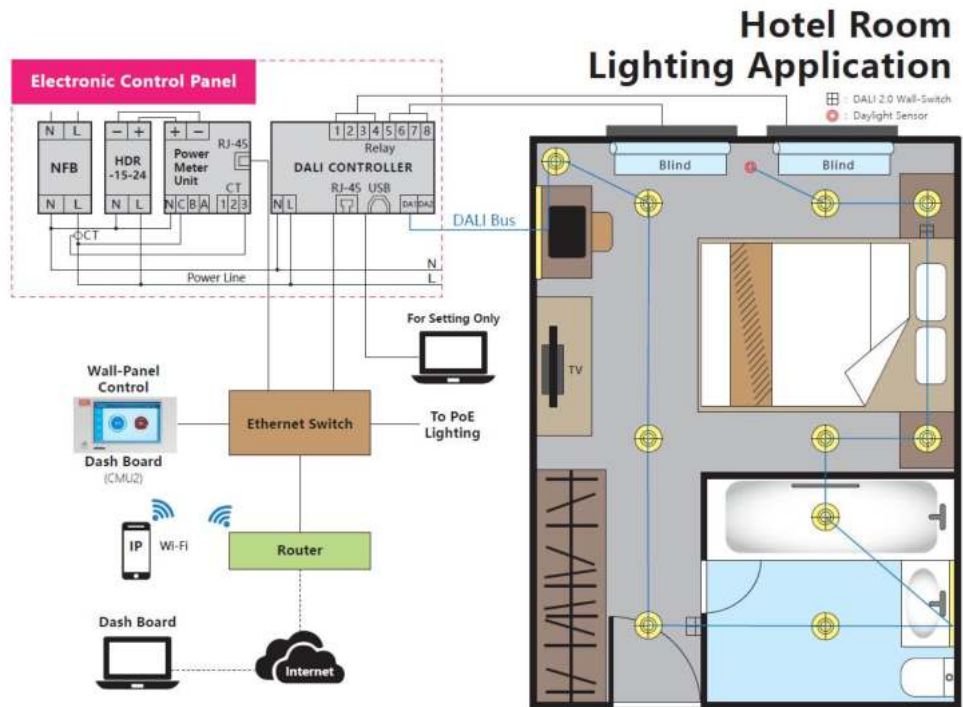 Hotel Room
Lighting Application
: DALI 2.0 Wall-Switch
: Daylight Sensor
Electronic Control Panel
N L
NFB
N L
− +
HDR
-15-24
N L
+ −
Power
Meter
Unit
RJ-45
CT
N C B A 1 2 3
1 2 3 4 5 6 7 8
Relay
DALI CONTROLLER
RJ-45 USB
N L
DA1 DA2
CT
DALI Bus
N
Power Line
L
Blind
Blind
TV
For Setting Only
Wall-Panel
Control
Dash Board
(CMU2)
Ethernet Switch
To PoE
Lighting
IP
Wi-Fi
Router
Dash Board
Internet